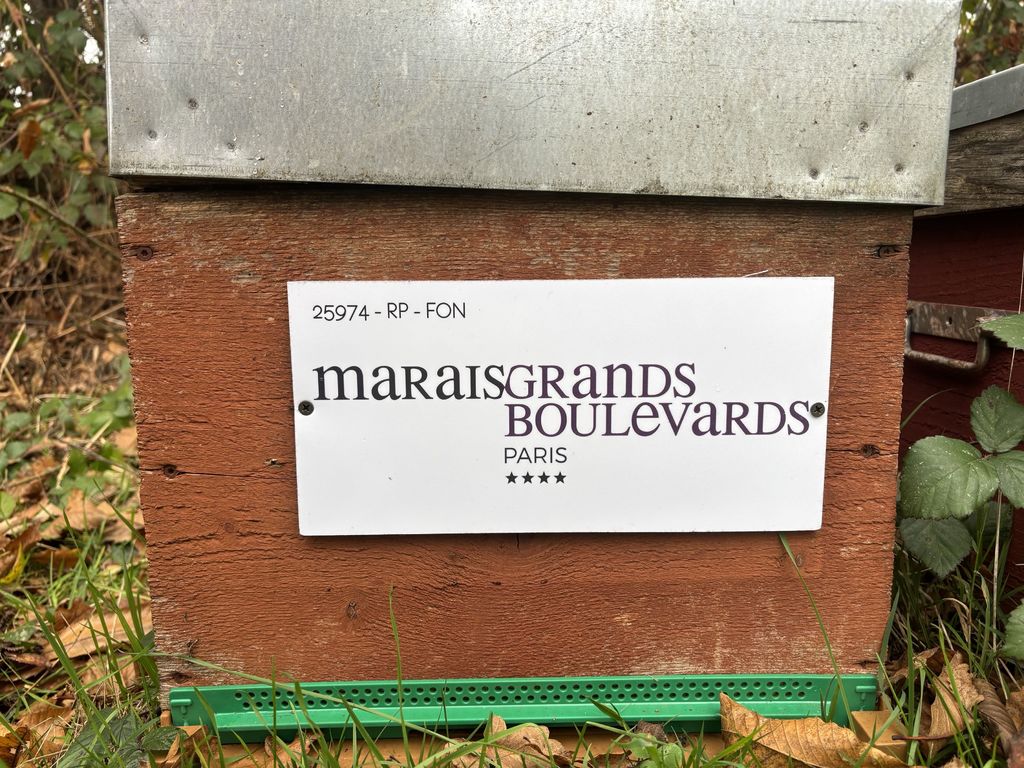 25974 - RP - FON
maRaisGRanDS
BOULevaRDS
PARIS
★★★★